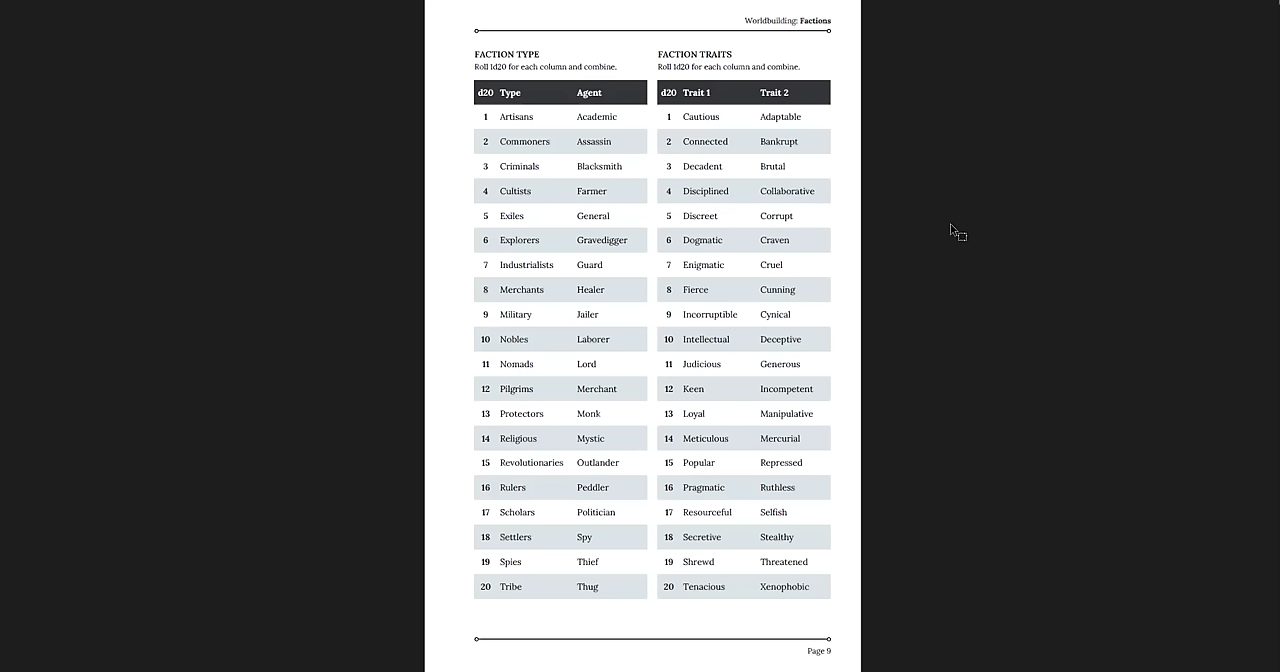 Worldbuilding: Factions
FACTION TYPE
Roll 1d20 for each column and combine.
d20 Type Agent
1 Artisans Academic
2 Commoners Assassin
3 Criminals Blacksmith
4 Cultists Farmer
5 Exiles General
6 Explorers Gravedigger
7 Industrialists Guard
8 Merchants Healer
9 Military Jailer
10 Nobles Laborer
11 Nomads Lord
12 Pilgrims Merchant
13 Protectors Monk
14 Religious Mystic
15 Revolutionaries Outlander
16 Rulers Peddler
17 Scholars Politician
18 Settlers Spy
19 Spies Thief
20 Tribe Thug
FACTION TRAITS
Roll 1d20 for each column and combine.
d20 Trait 1 Trait 2
1 Cautious Adaptable
2 Connected Bankrupt
3 Decadent Brutal
4 Disciplined Collaborative
5 Discreet Corrupt
6 Dogmatic Craven
7 Enigmatic Cruel
8 Fierce Cunning
9 Incorruptible Cynical
10 Intellectual Deceptive
11 Judicious Generous
12 Keen Incompetent
13 Loyal Manipulative
14 Meticulous Mercurial
15 Popular Repressed
16 Pragmatic Ruthless
17 Resourceful Selfish
18 Secretive Stealthy
19 Shrewd Threatened
20 Tenacious Xenophobic
Page 9